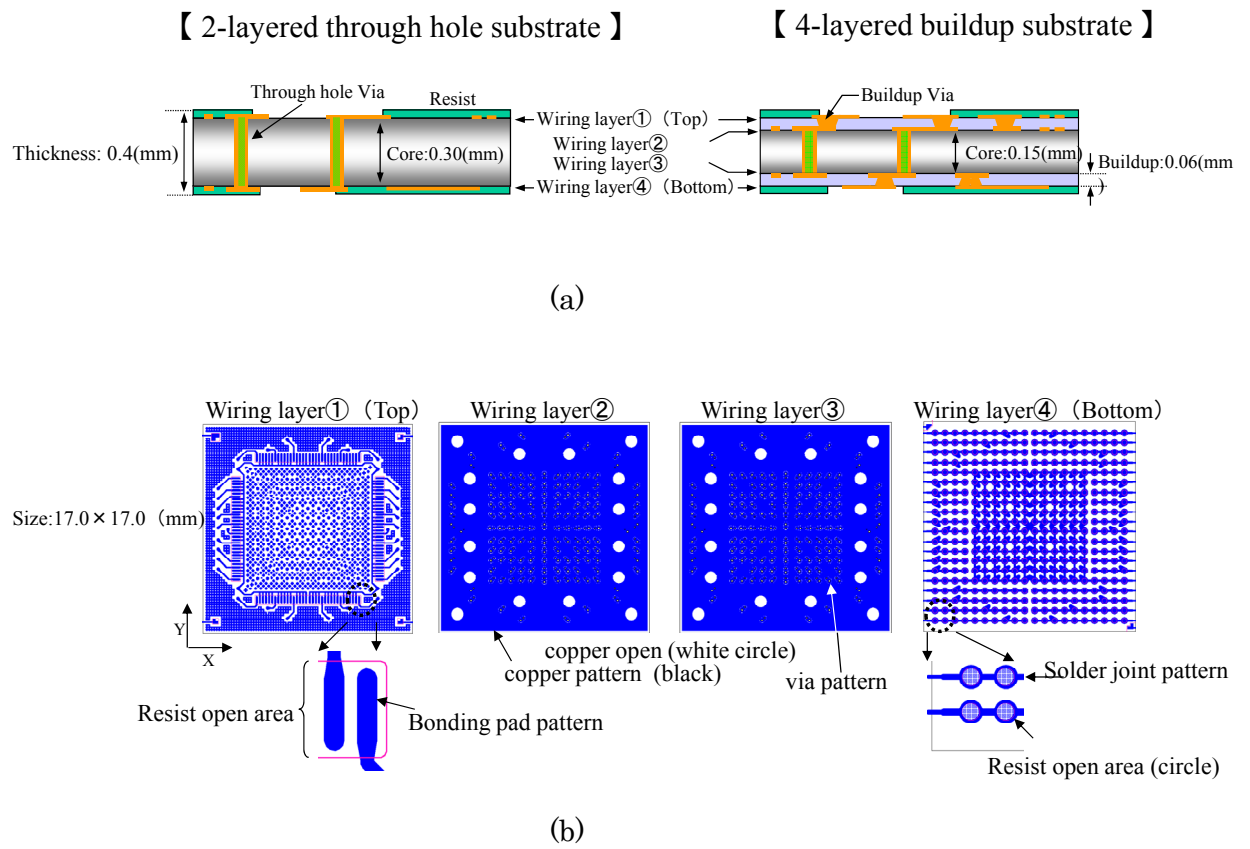 (a)
【 2-layered through hole substrate 】
【 4-layered buildup substrate 】
Through hole Via
Resist
Buildup Via
Wiring layer①（Top）
Wiring layer②
Wiring layer③
Wiring layer④（Bottom）
Thickness: 0.4(mm)
Core:0.30(mm)
Core:0.15(mm)
Buildup:0.06(mm
)
(a)
Wiring layer①（Top）
Wiring layer②
Wiring layer③
Wiring layer④（Bottom）
Size:17.0×17.0（mm）
Y
X
copper open (white circle)
copper pattern (black)
via pattern
Solder joint pattern
Resist open area
Bonding pad pattern
Resist open area (circle)
(b)